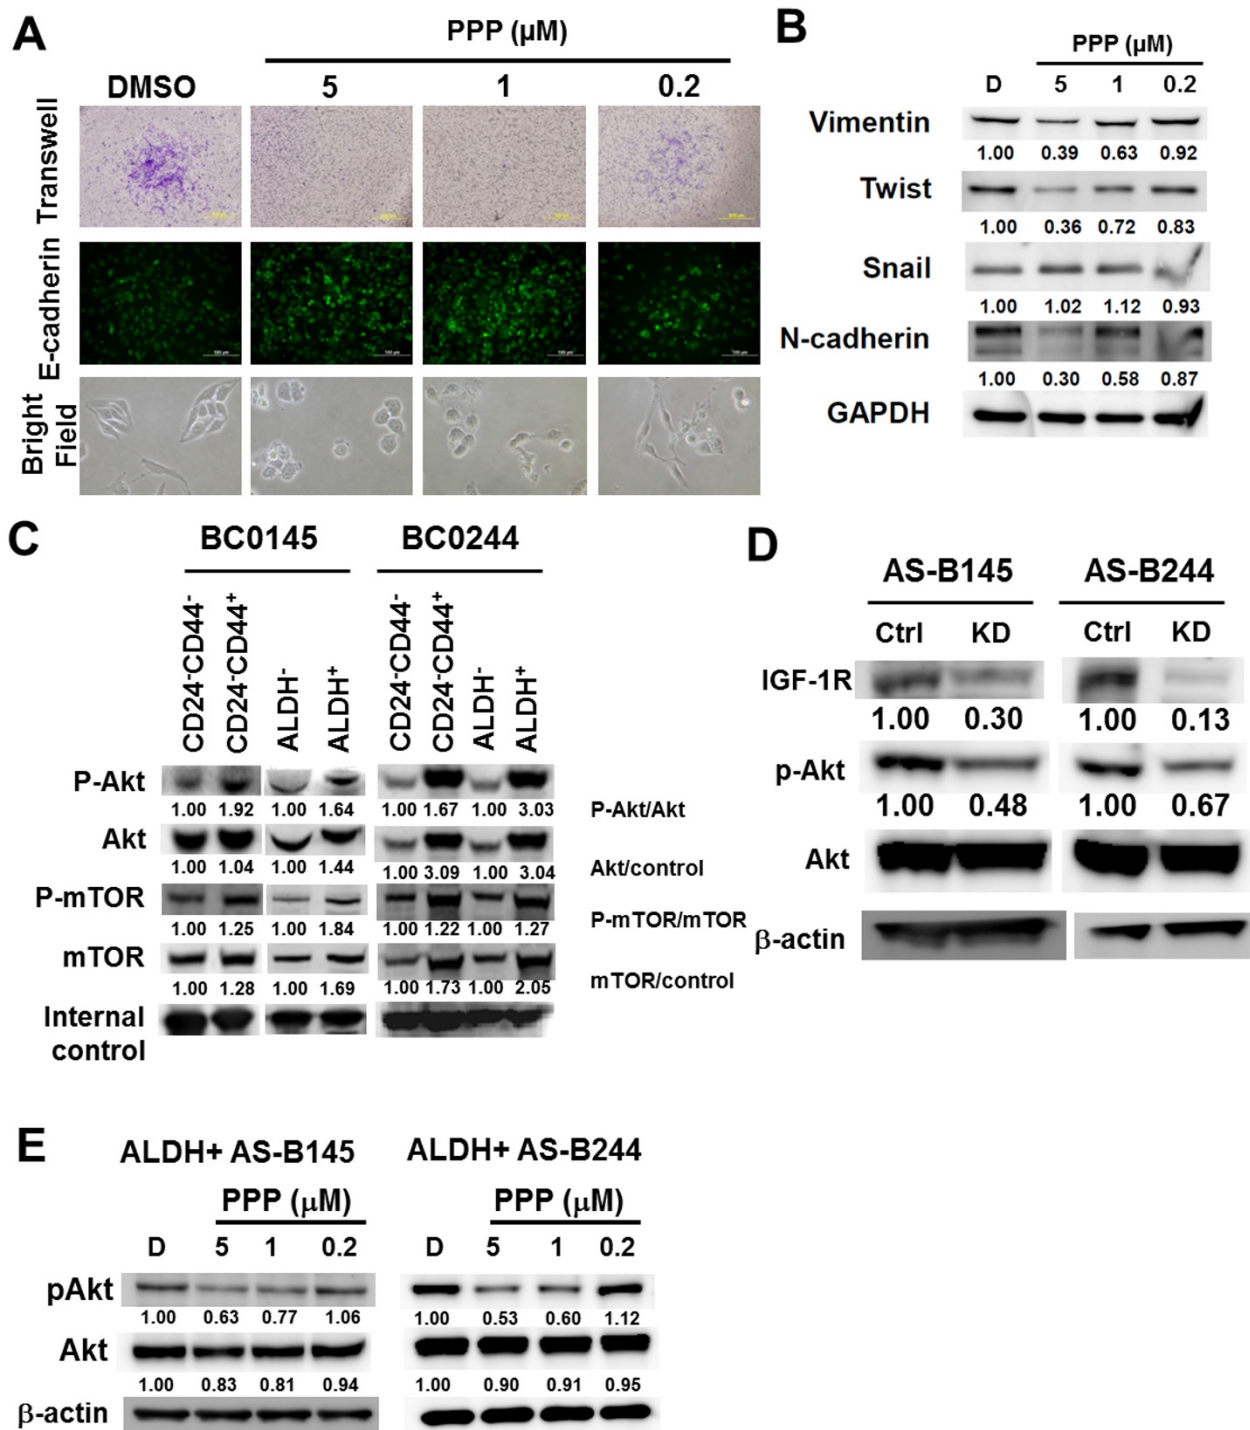 A
PPP (µM)
DMSO 5 1 0.2
Transwell
E-cadherin
Bright
Field
B
PPP (µM)
D 5 1 0.2
Vimentin
1.00 0.39 0.63 0.92
Twist
1.00 0.36 0.72 0.83
Snail
1.00 1.02 1.12 0.93
N-cadherin
1.00 0.30 0.58 0.87
GAPDH
C
BC0145 BC0244
CD24⁻CD44⁻ CD24⁻CD44⁺ ALDH⁻ ALDH⁺ CD24⁻CD44⁻ CD24⁻CD44⁺ ALDH⁻ ALDH⁺
P-Akt
1.00 1.92 1.00 1.64 1.00 1.67 1.00 3.03 P-Akt/Akt
Akt
1.00 1.04 1.00 1.44 1.00 3.09 1.00 3.04 Akt/control
P-mTOR
1.00 1.25 1.00 1.84 1.00 1.22 1.00 1.27 P-mTOR/mTOR
mTOR
1.00 1.28 1.00 1.69 1.00 1.73 1.00 2.05 mTOR/control
Internal
control
D
AS-B145 AS-B244
Ctrl KD Ctrl KD
IGF-1R
1.00 0.30 1.00 0.13
p-Akt
1.00 0.48 1.00 0.67
Akt
β-actin
E
ALDH+ AS-B145 ALDH+ AS-B244
PPP (µM) PPP (µM)
D 5 1 0.2 D 5 1 0.2
pAkt
1.00 0.63 0.77 1.06 1.00 0.53 0.60 1.12
Akt
1.00 0.83 0.81 0.94 1.00 0.90 0.91 0.95
β-actin